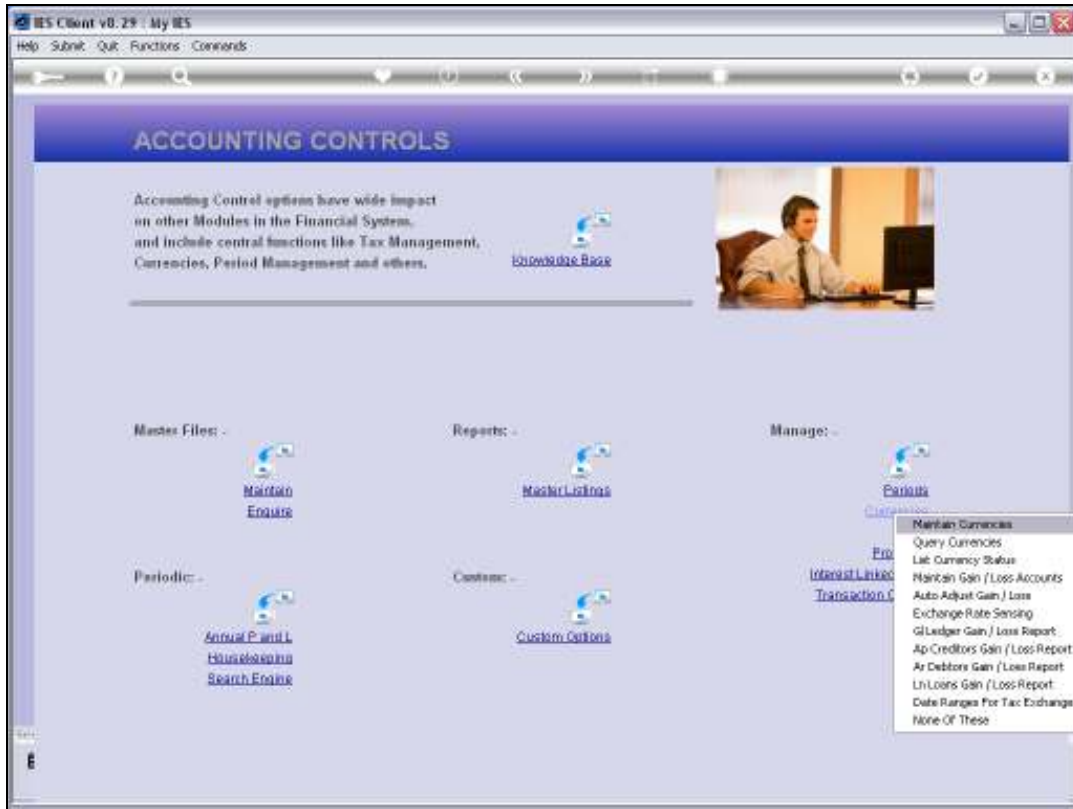 IES Client v8.29 : My IES
Help Submit Quit Functions Commands
ACCOUNTING CONTROLS
Accounting Control options have wide impact
on other Modules in the Financial System,
and include central functions like Tax Management,
Currencies, Period Management and others.
Knowledge Base
Master Files: -
Reports: -
Manage: -
Maintain
Enquire
Master Listings
Periods
Currencies
Maintain Currencies
Query Currencies
List Currency Status
Maintain Gain / Loss Accounts
Auto Adjust Gain / Loss
Exchange Rate Sensing
Gl Ledger Gain / Loss Report
Ap Creditors Gain / Loss Report
Ar Debtors Gain / Loss Report
Ln Loans Gain / Loss Report
Date Ranges For Tax Exchange
None Of These
Pro
Interest Linked
Transaction C
Periodic: -
Custom: -
Annual P and L
Housekeeping
Search Engine
Custom Options